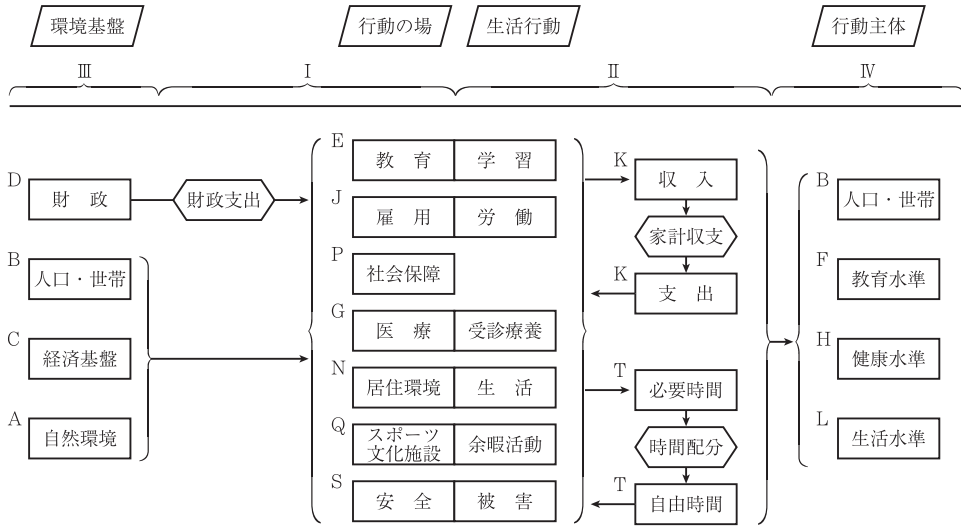 環境基盤 行動の場 生活行動 行動主体
Ⅲ Ⅰ Ⅱ Ⅳ
D
財　政
財政支出
B
人口・世帯
C
経済基盤
A
自然環境
E
教　育 学　習
J
雇　用 労　働
P
社会保障
G
医　療 受診療養
N
居住環境 生　活
Q
スポーツ
文化施設
余暇活動
S
安　全 被　害
K
収　入
家計収支
K
支　出
T
必要時間
時間配分
T
自由時間
B
人口・世帯
F
教育水準
H
健康水準
L
生活水準